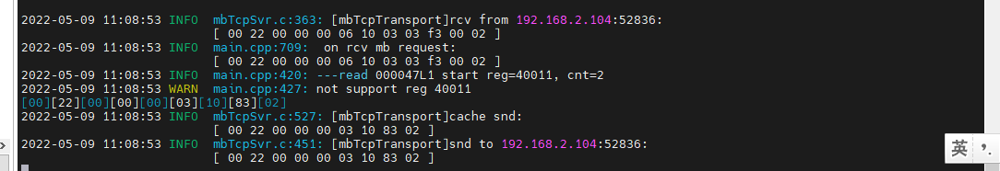 2022-05-09 11:08:53 INFO  mbTcpSvr.c:363: [mbTcpTransport]rcv from 192.168.2.104:52836:
[ 00 22 00 00 00 06 10 03 03 f3 00 02 ]
2022-05-09 11:08:53 INFO  main.cpp:709:  on rcv mb request:
[ 00 22 00 00 00 06 10 03 03 f3 00 02 ]
2022-05-09 11:08:53 INFO  main.cpp:420: ---read 000047L1 start reg=40011, cnt=2
2022-05-09 11:08:53 WARN  main.cpp:427: not support reg 40011
[00][22][00][00][00][03][10][83][02]
2022-05-09 11:08:53 INFO  mbTcpSvr.c:527: [mbTcpTransport]cache snd:
[ 00 22 00 00 00 03 10 83 02 ]
2022-05-09 11:08:53 INFO  mbTcpSvr.c:451: [mbTcpTransport]snd to 192.168.2.104:52836:
[ 00 22 00 00 00 03 10 83 02 ]
英 ’.